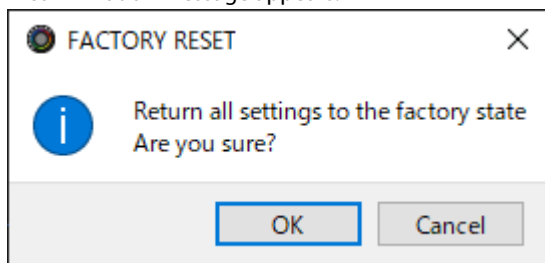 FACTORY RESET
Return all settings to the factory state
Are you sure?
OK
Cancel